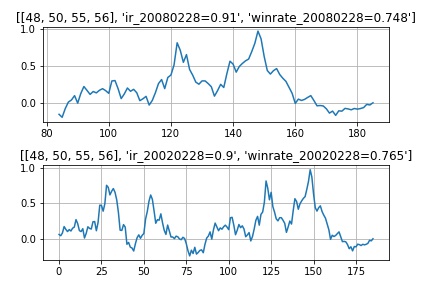 [[48, 50, 55, 56], 'ir_20080228=0.91', 'winrate_20080228=0.748']
1.0
0.5
0.0
80 100 120 140 160 180
[[48, 50, 55, 56], 'ir_20020228=0.9', 'winrate_20020228=0.765']
1.0
0.5
0.0
0 25 50 75 100 125 150 175